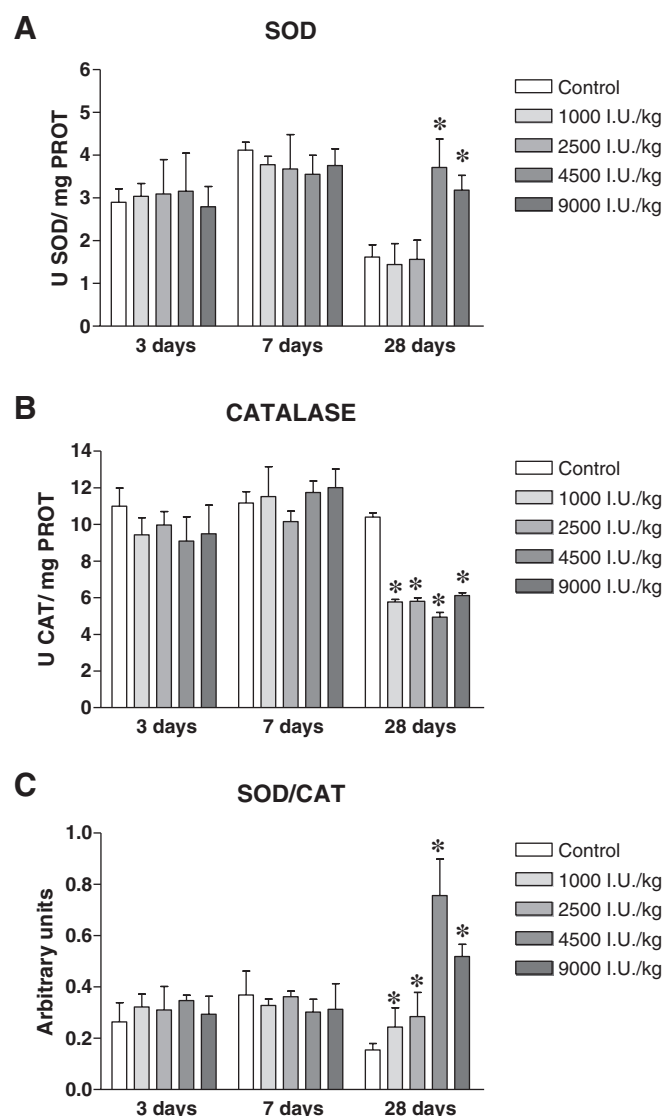 A
SOD
6
5
4
3
2
1
0
U SOD/ mg PROT
* *
3 days 7 days 28 days
Control
1000 I.U./kg
2500 I.U./kg
4500 I.U./kg
9000 I.U./kg
B
CATALASE
14
12
10
8
6
4
2
0
U CAT/ mg PROT
* * * *
3 days 7 days 28 days
Control
1000 I.U./kg
2500 I.U./kg
4500 I.U./kg
9000 I.U./kg
C
SOD/CAT
1.0
0.8
0.6
0.4
0.2
0.0
Arbitrary units
* * * *
3 days 7 days 28 days
Control
1000 I.U./kg
2500 I.U./kg
4500 I.U./kg
9000 I.U./kg